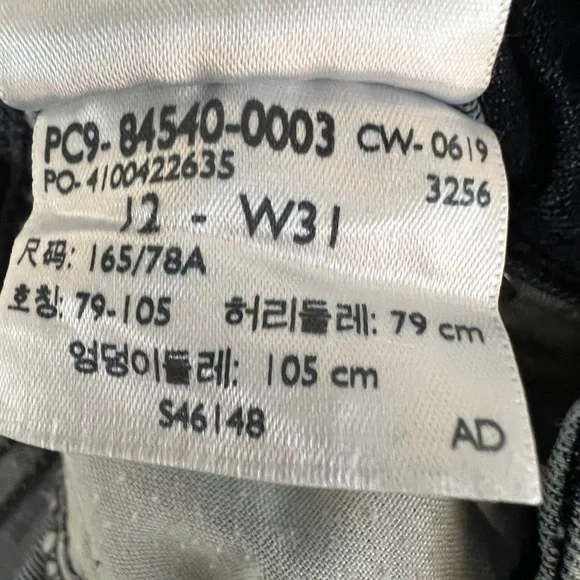 PC9-84540-0003 CW-0619
PO-4100422635 3256
12 - W31
尺码: 165/78A
호칭: 79-105 허리둘레: 79 cm
엉덩이둘레: 105 cm
S46148
AD